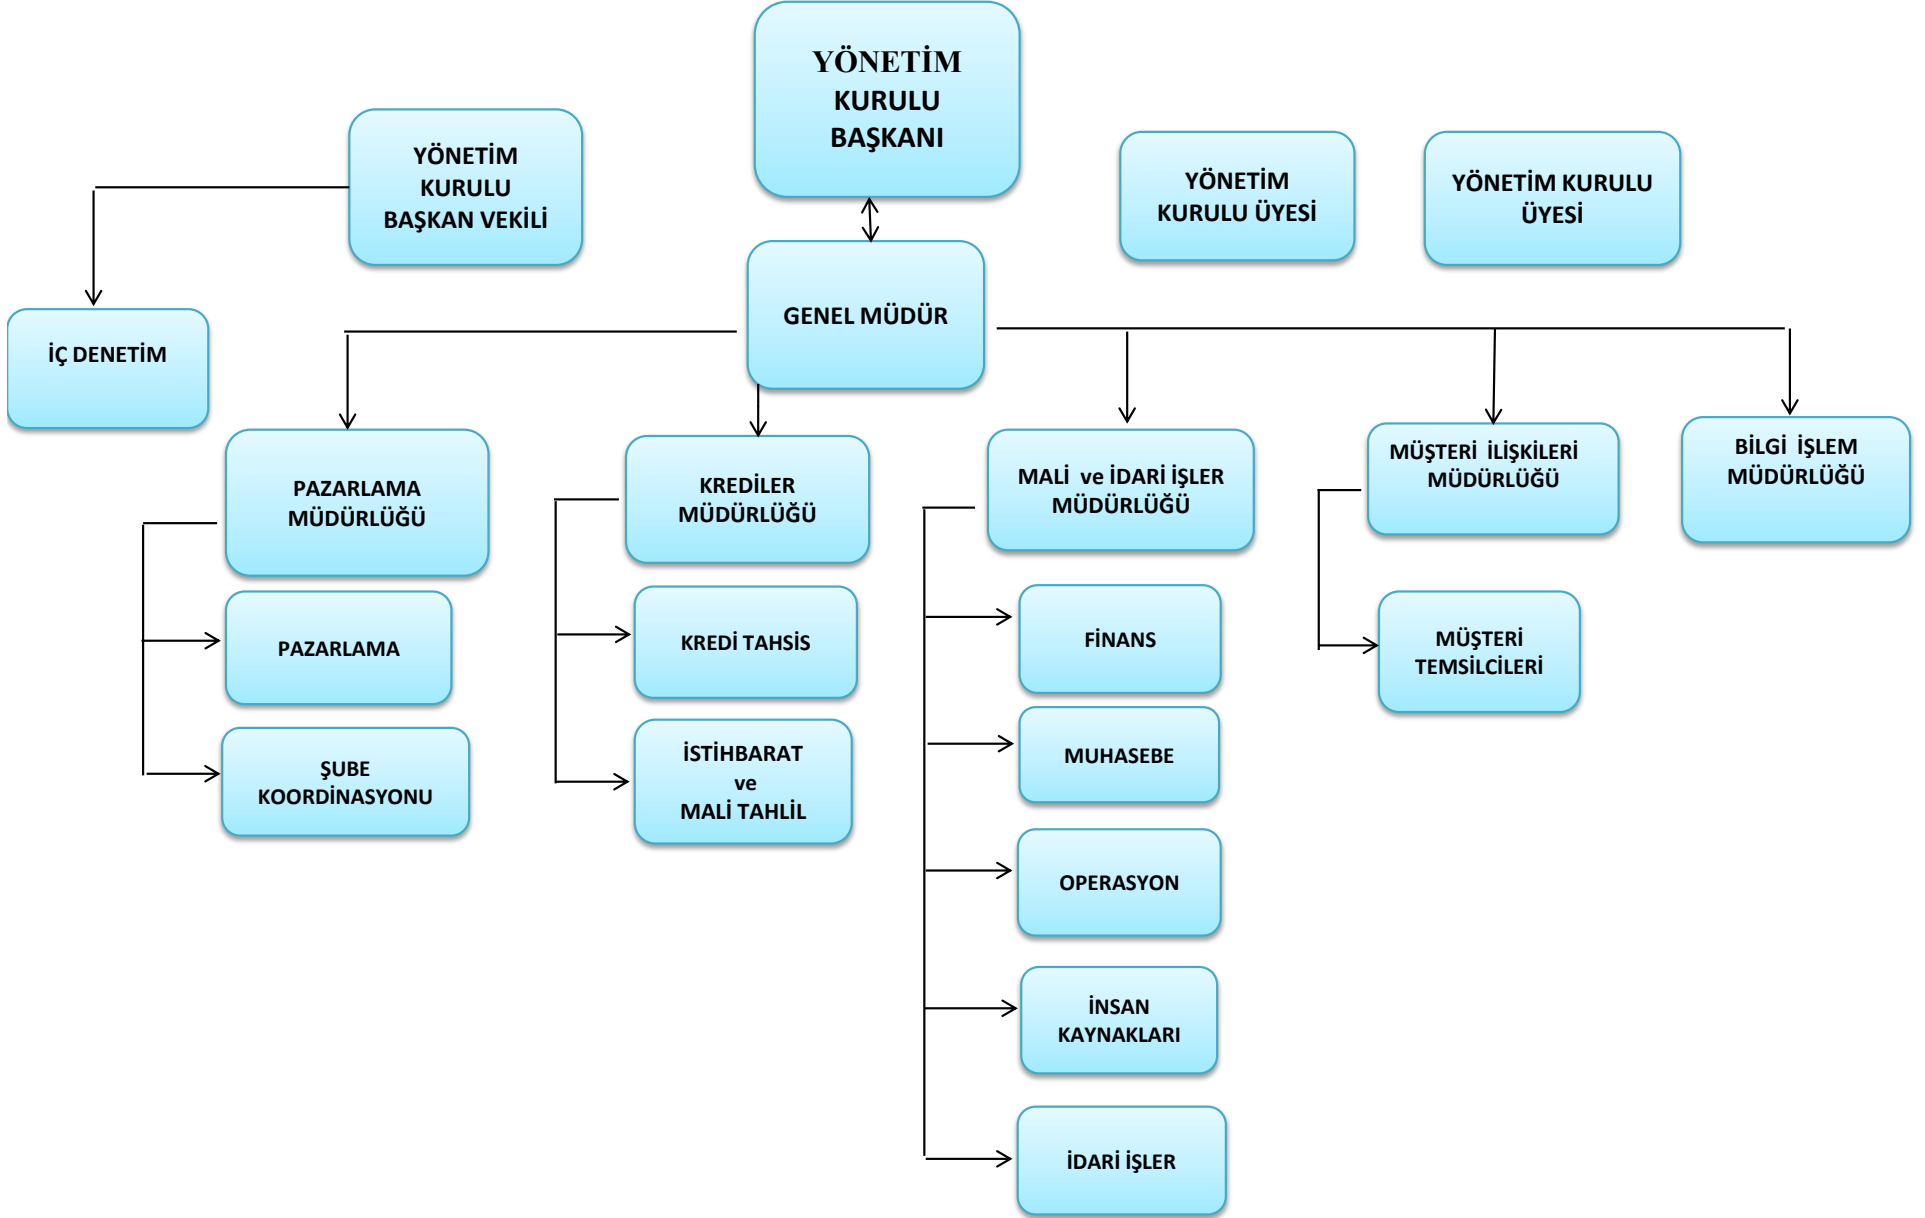 YÖNETİM
KURULU
BAŞKANI
YÖNETİM
KURULU
BAŞKAN VEKİLİ
YÖNETİM
KURULU ÜYESİ
YÖNETİM KURULU
ÜYESİ
GENEL MÜDÜR
İÇ DENETİM
PAZARLAMA
MÜDÜRLÜĞÜ
KREDİLER
MÜDÜRLÜĞÜ
MALİ ve İDARİ İŞLER
MÜDÜRLÜĞÜ
MÜŞTERİ İLİŞKİLERİ
MÜDÜRLÜĞÜ
BİLGİ İŞLEM
MÜDÜRLÜĞÜ
PAZARLAMA
KREDİ TAHSİS
FİNANS
MÜŞTERİ
TEMSİLCİLERİ
ŞUBE
KOORDİNASYONU
İSTİHBARAT
ve
MALİ TAHLİL
MUHASEBE
OPERASYON
İNSAN
KAYNAKLARI
İDARİ İŞLER